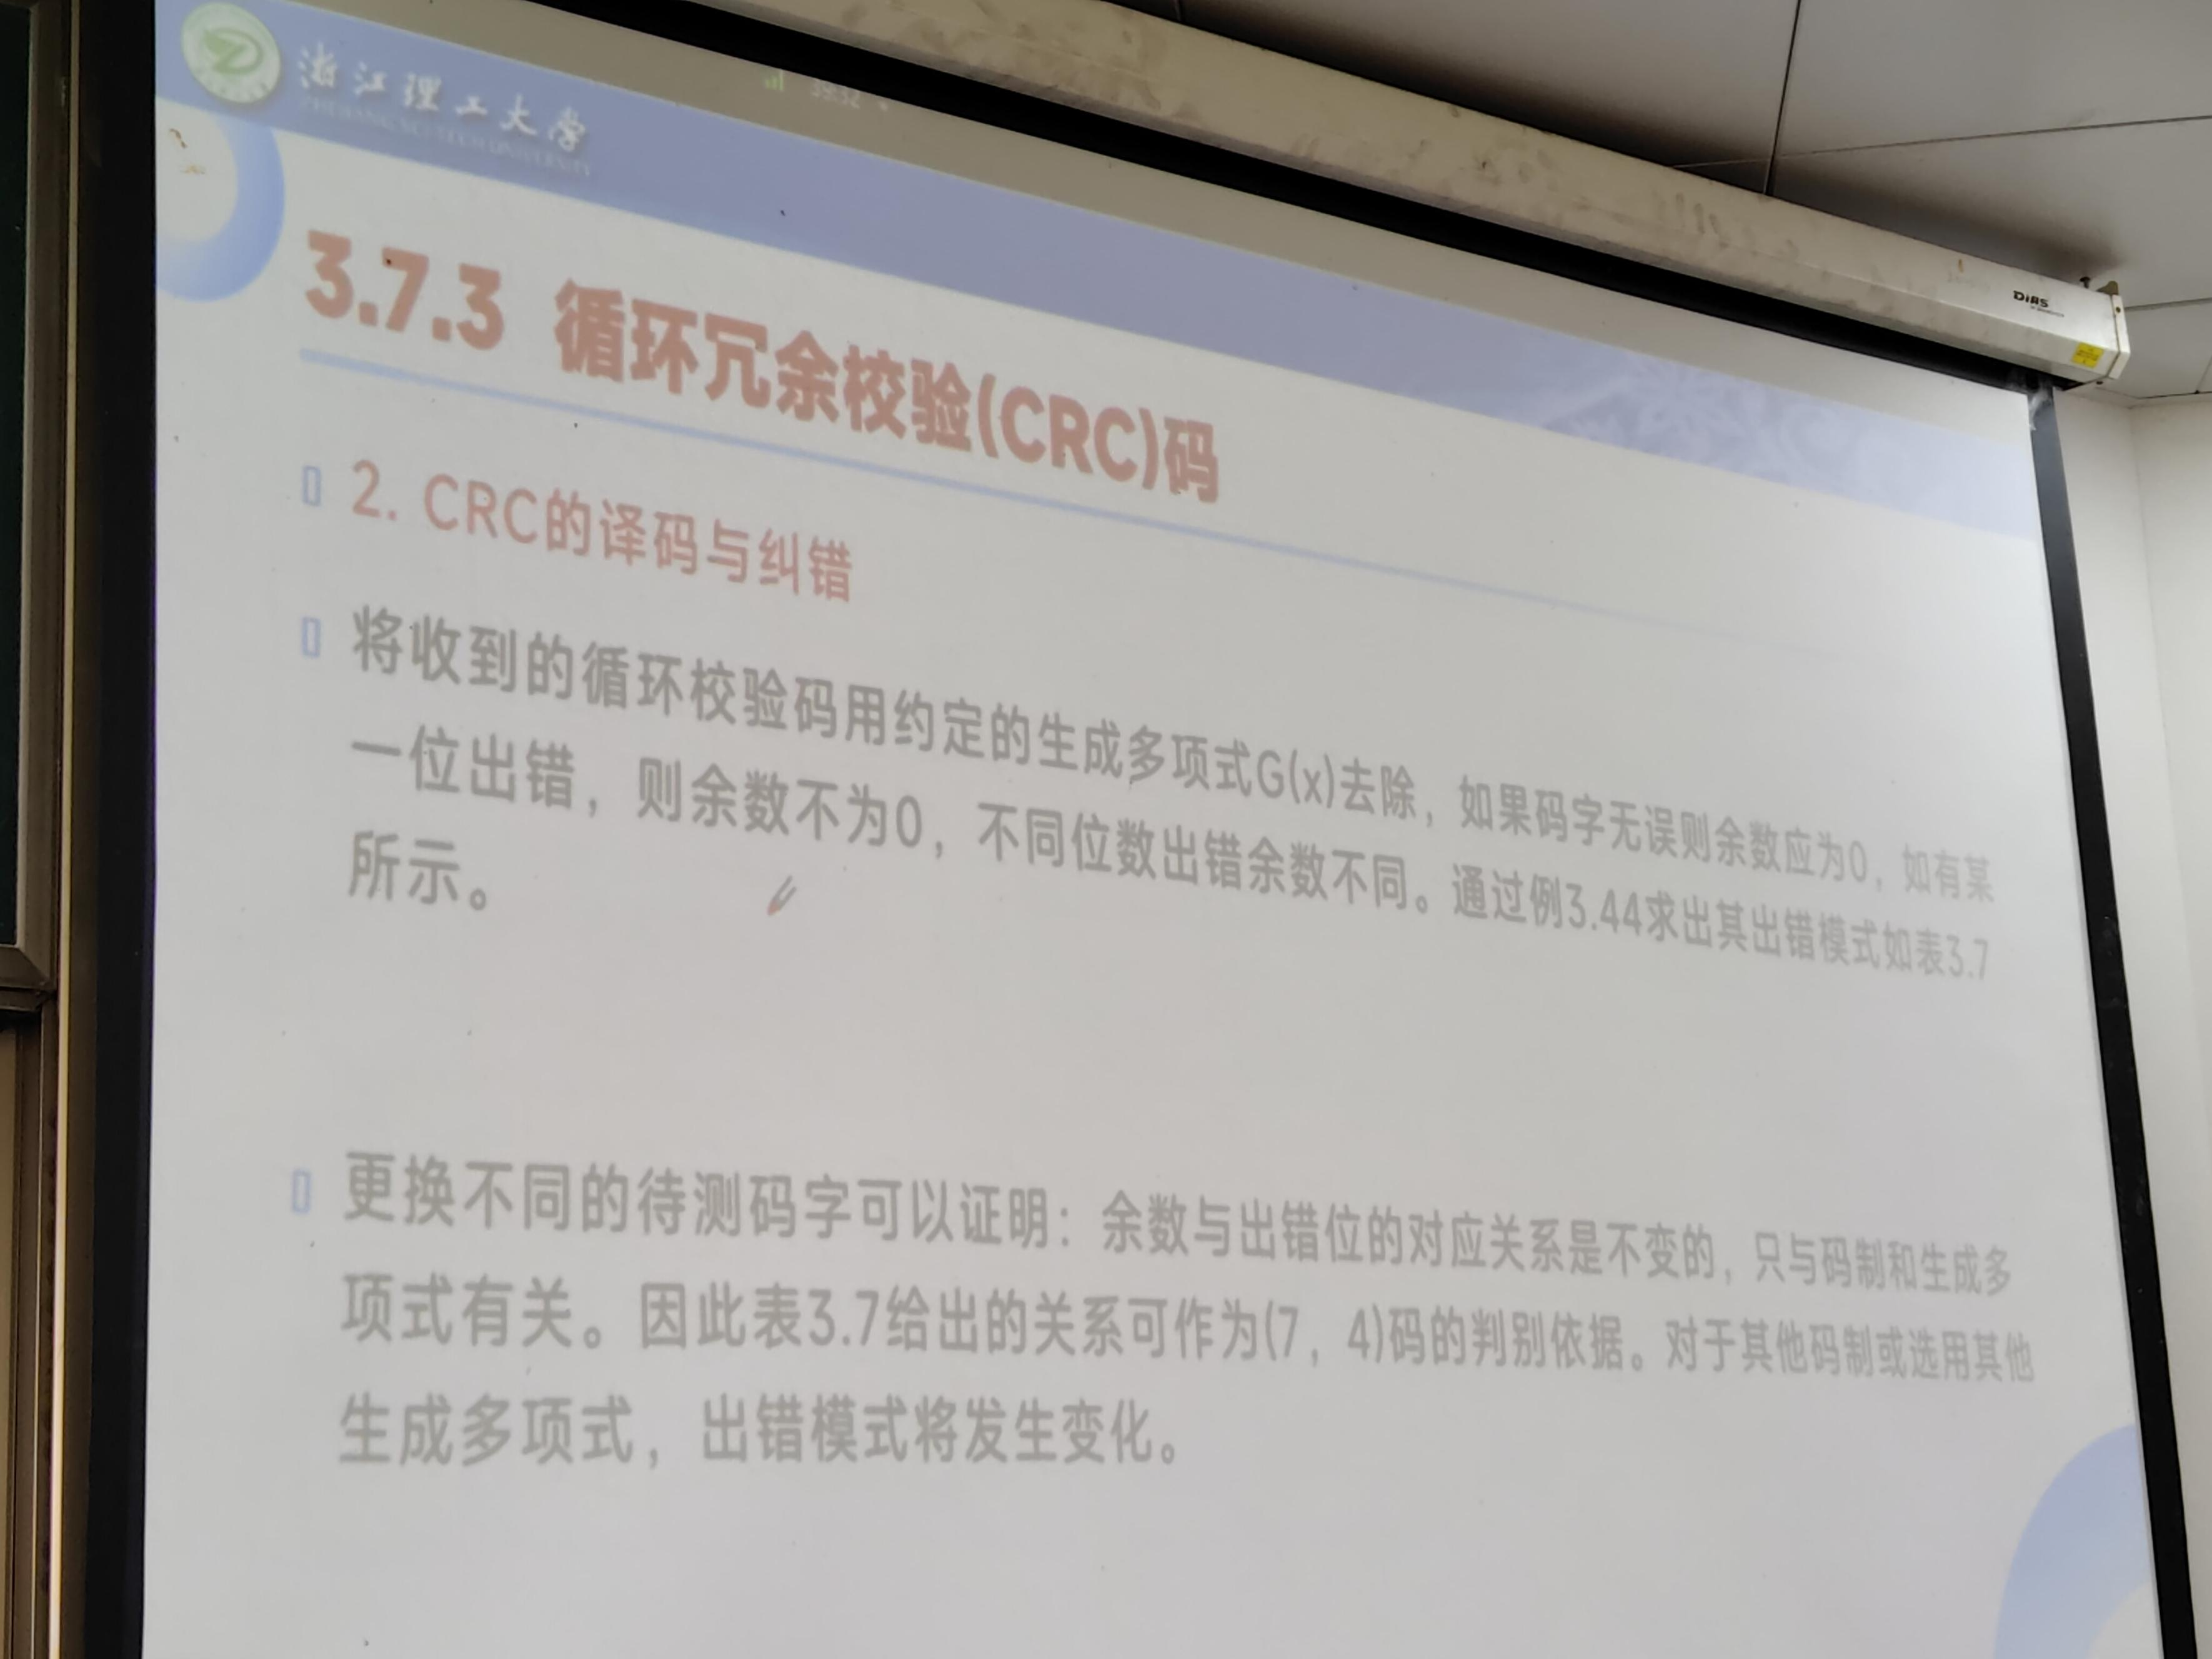 浙江理工大学
ZHEJIANG SCI-TECH UNIVERSITY
3.7.3 循环冗余校验(CRC)码
2. CRC的译码与纠错
将收到的循环校验码用约定的生成多项式G(x)去除，如果码字无误则余数应为0，如有某
一位出错，则余数不为0，不同位数出错余数不同。通过例3.44求出其出错模式如表3.7
所示。
更换不同的待测码字可以证明：余数与出错位的对应关系是不变的，只与码制和生成多
项式有关。因此表3.7给出的关系可作为(7，4)码的判别依据。对于其他码制或选用其他
生成多项式，出错模式将发生变化。